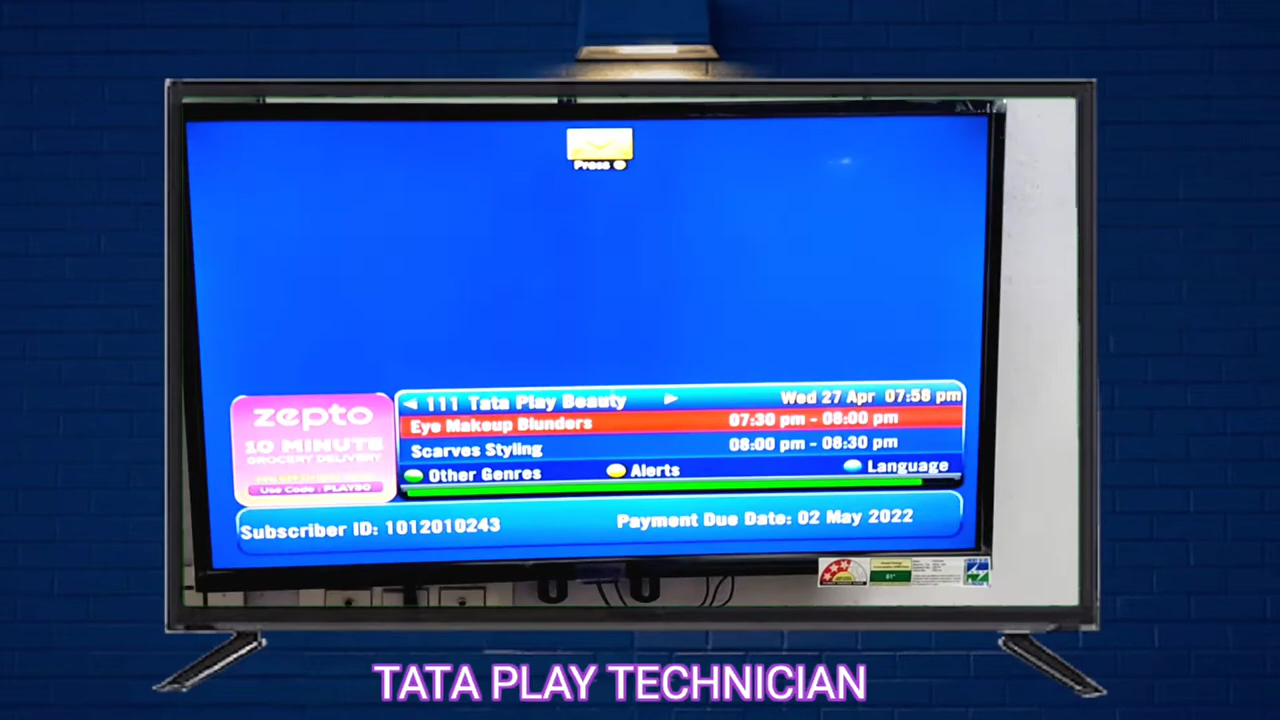 Press
zepto
10 MINUTE
GROCERY DELIVERY
Use Code : PLAY80
111 Tata Play Beauty
Wed 27 Apr 07:58 pm
Eye Makeup Blunders 07:30 pm - 08:00 pm
Scarves Styling 08:00 pm - 08:30 pm
Other Genres Alerts Language
Subscriber ID: 1012010243 Payment Due Date: 02 May 2022
TATA PLAY TECHNICIAN